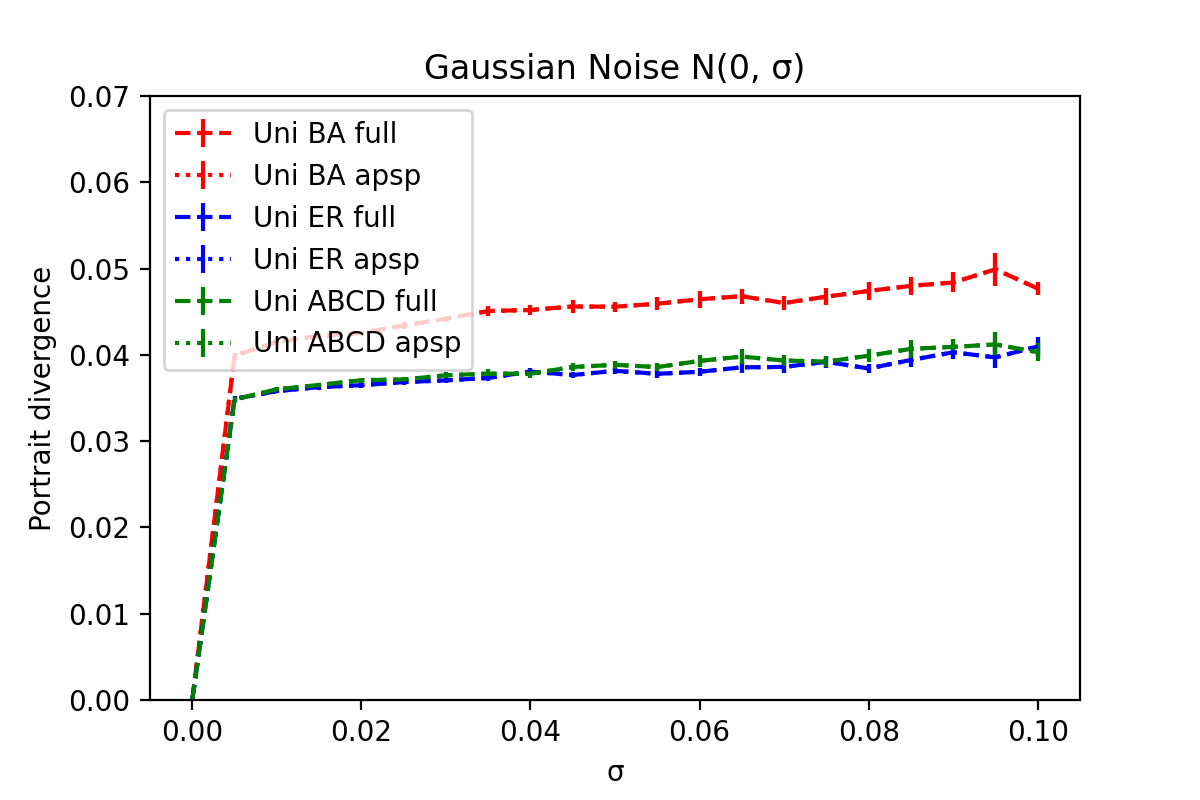 Gaussian Noise N(0, σ)
0.07
0.06
0.05
0.04
0.03
0.02
0.01
0.00
Portrait divergence
Uni BA full
Uni BA apsp
Uni ER full
Uni ER apsp
Uni ABCD full
Uni ABCD apsp
0.00 0.02 0.04 0.06 0.08 0.10
σ